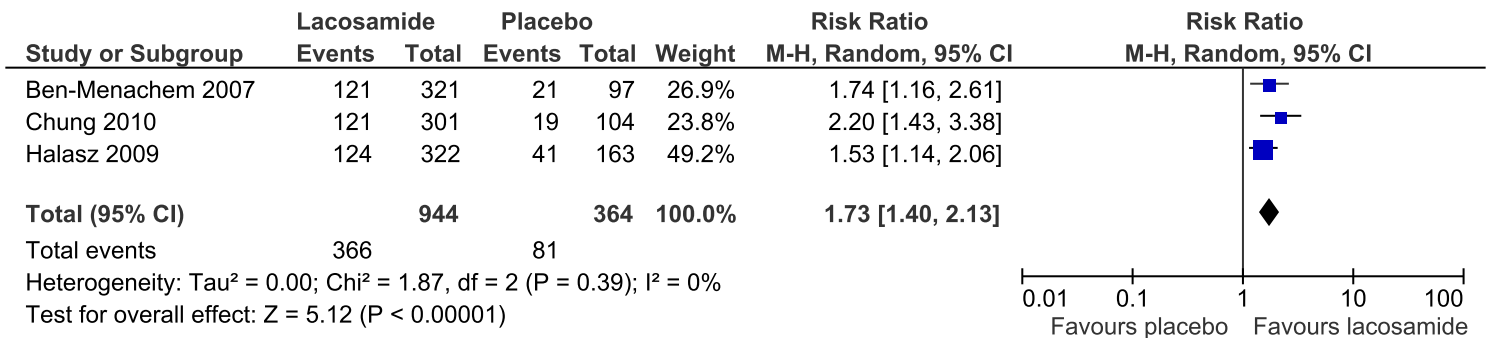 Lacosamide Placebo Risk Ratio Risk Ratio
Study or Subgroup Events Total Events Total Weight M-H, Random, 95% CI M-H, Random, 95% CI
Ben-Menachem 2007 121 321 21 97 26.9% 1.74 [1.16, 2.61]
Chung 2010 121 301 19 104 23.8% 2.20 [1.43, 3.38]
Halasz 2009 124 322 41 163 49.2% 1.53 [1.14, 2.06]
Total (95% CI) 944 364 100.0% 1.73 [1.40, 2.13]
Total events 366 81
Heterogeneity: Tau² = 0.00; Chi² = 1.87, df = 2 (P = 0.39); I² = 0%
Test for overall effect: Z = 5.12 (P < 0.00001)
0.01 0.1 1 10 100
Favours placebo Favours lacosamide